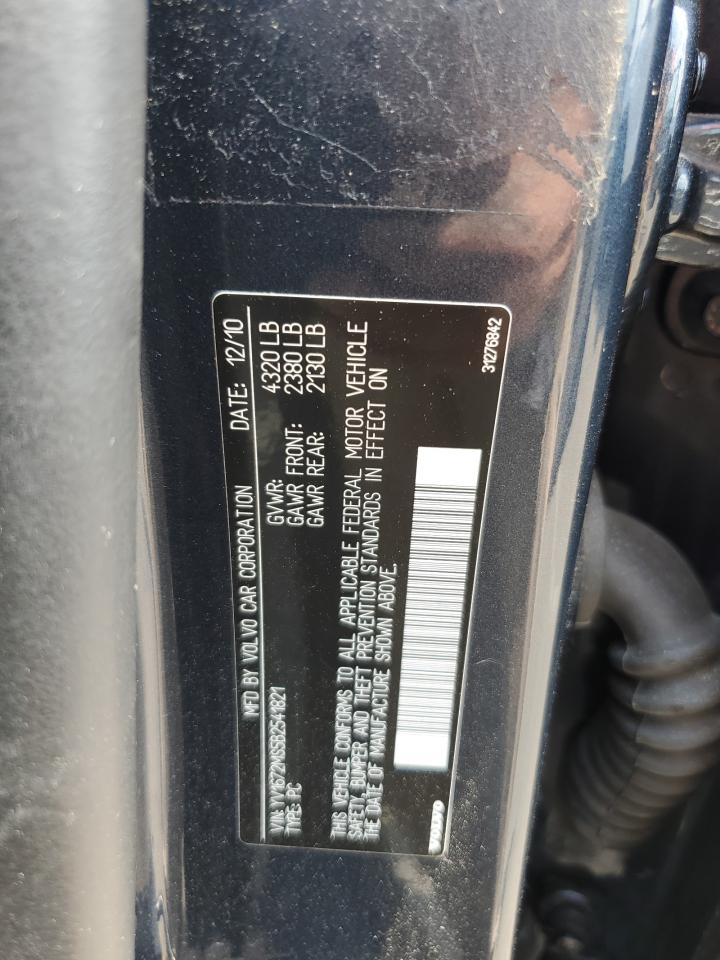 MFD BY VOLVO CAR CORPORATION DATE: 12/10
VIN: YV1672MS5B2541821 GVWR: 4320 LB
TYPE: PC GAWR FRONT: 2380 LB
GAWR REAR: 2130 LB
THIS VEHICLE CONFORMS TO ALL APPLICABLE FEDERAL MOTOR VEHICLE
SAFETY, BUMPER AND THEFT PREVENTION STANDARDS IN EFFECT ON
THE DATE OF MANUFACTURE SHOWN ABOVE.
VOLVO
31276842